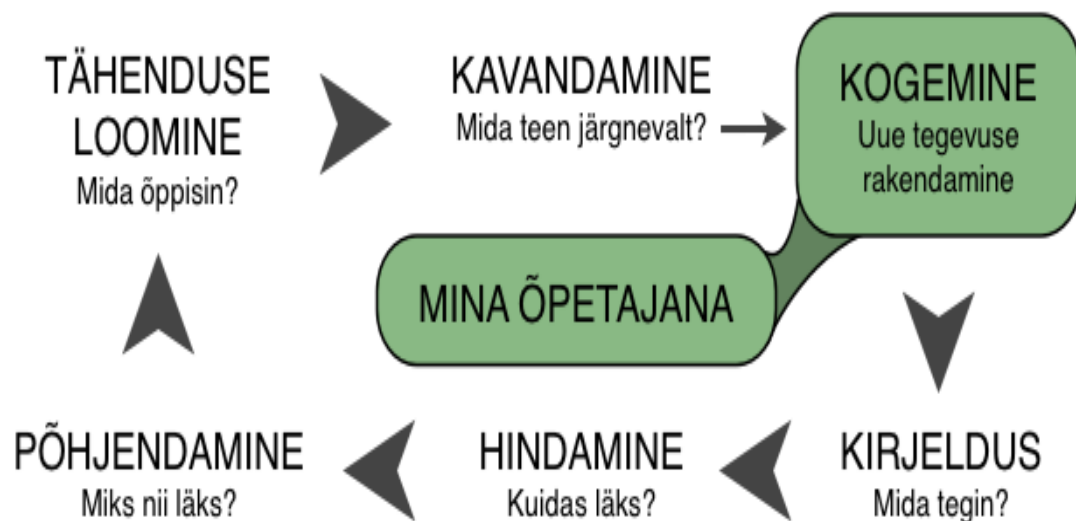 TÄHENDUSE
LOOMINE
Mida õppisin?
KAVANDAMINE
Mida teen järgnevalt?
KOGEMINE
Uue tegevuse
rakendamine
MINA ÕPETAJANA
PÕHJENDAMINE
Miks nii läks?
HINDAMINE
Kuidas läks?
KIRJELDUS
Mida tegin?